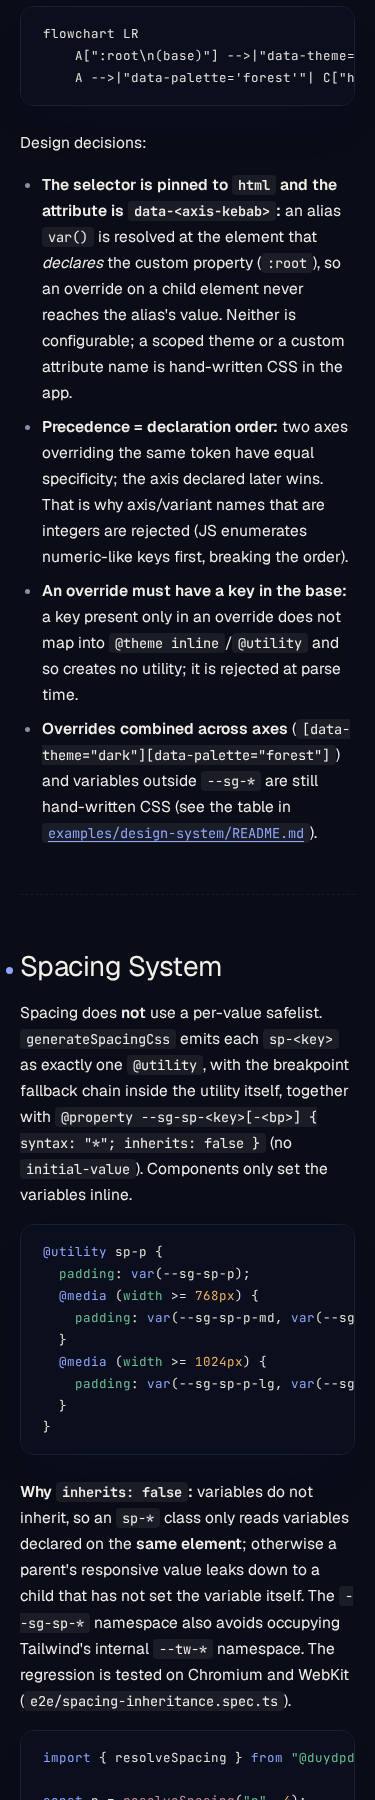 flowchart LR
A[":root\n(base)"] -->|"data-theme=
A -->|"data-palette='forest'"| C["h
Design decisions:
• The selector is pinned to html and the
attribute is data-<axis-kebab>: an alias
var() is resolved at the element that
declares the custom property (:root), so
an override on a child element never
reaches the alias's value. Neither is
configurable; a scoped theme or a custom
attribute name is hand-written CSS in the
app.
• Precedence = declaration order: two axes
overriding the same token have equal
specificity; the axis declared later wins.
That is why axis/variant names that are
integers are rejected (JS enumerates
numeric-like keys first, breaking the order).
• An override must have a key in the base:
a key present only in an override does not
map into @theme inline/@utility and
so creates no utility; it is rejected at parse
time.
• Overrides combined across axes ([data-
theme="dark"][data-palette="forest"])
and variables outside --sg-* are still
hand-written CSS (see the table in
examples/design-system/README.md).
Spacing System
Spacing does not use a per-value safelist.
generateSpacingCss emits each sp-<key>
as exactly one @utility, with the breakpoint
fallback chain inside the utility itself, together
with @property --sg-sp-<key>[-<bp>] {
syntax: "*"; inherits: false } (no
initial-value). Components only set the
variables inline.
@utility sp-p {
padding: var(--sg-sp-p);
@media (width >= 768px) {
padding: var(--sg-sp-p-md, var(--sg
}
@media (width >= 1024px) {
padding: var(--sg-sp-p-lg, var(--sg
}
}
Why inherits: false: variables do not
inherit, so an sp-* class only reads variables
declared on the same element; otherwise a
parent's responsive value leaks down to a
child that has not set the variable itself. The -
-sg-sp-* namespace also avoids occupying
Tailwind's internal --tw-* namespace. The
regression is tested on Chromium and WebKit
(e2e/spacing-inheritance.spec.ts).
import { resolveSpacing } from "@duydpd